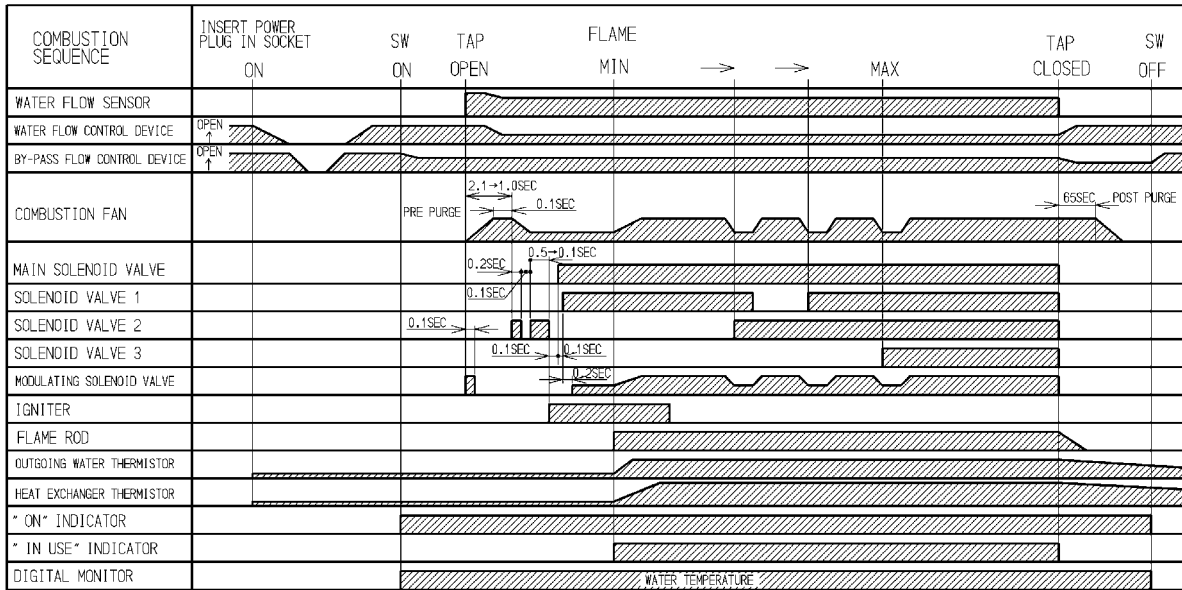 COMBUSTION
SEQUENCE
INSERT POWER
PLUG IN SOCKET
ON
SW
ON
TAP
OPEN
FLAME
MIN
MAX
TAP
CLOSED
SW
OFF
WATER FLOW SENSOR
WATER FLOW CONTROL DEVICE
OPEN
↑
BY-PASS FLOW CONTROL DEVICE
OPEN
↑
COMBUSTION FAN
2.1→1.0SEC
PRE PURGE
0.1SEC
65SEC
POST PURGE
MAIN SOLENOID VALVE
0.5→0.1SEC
0.2SEC
0.1SEC
SOLENOID VALVE 1
SOLENOID VALVE 2
0.1SEC
SOLENOID VALVE 3
0.1SEC
0.1SEC
MODULATING SOLENOID VALVE
0.2SEC
IGNITER
FLAME ROD
OUTGOING WATER THERMISTOR
HEAT EXCHANGER THERMISTOR
" ON" INDICATOR
" IN USE" INDICATOR
DIGITAL MONITOR
WATER TEMPERATURE